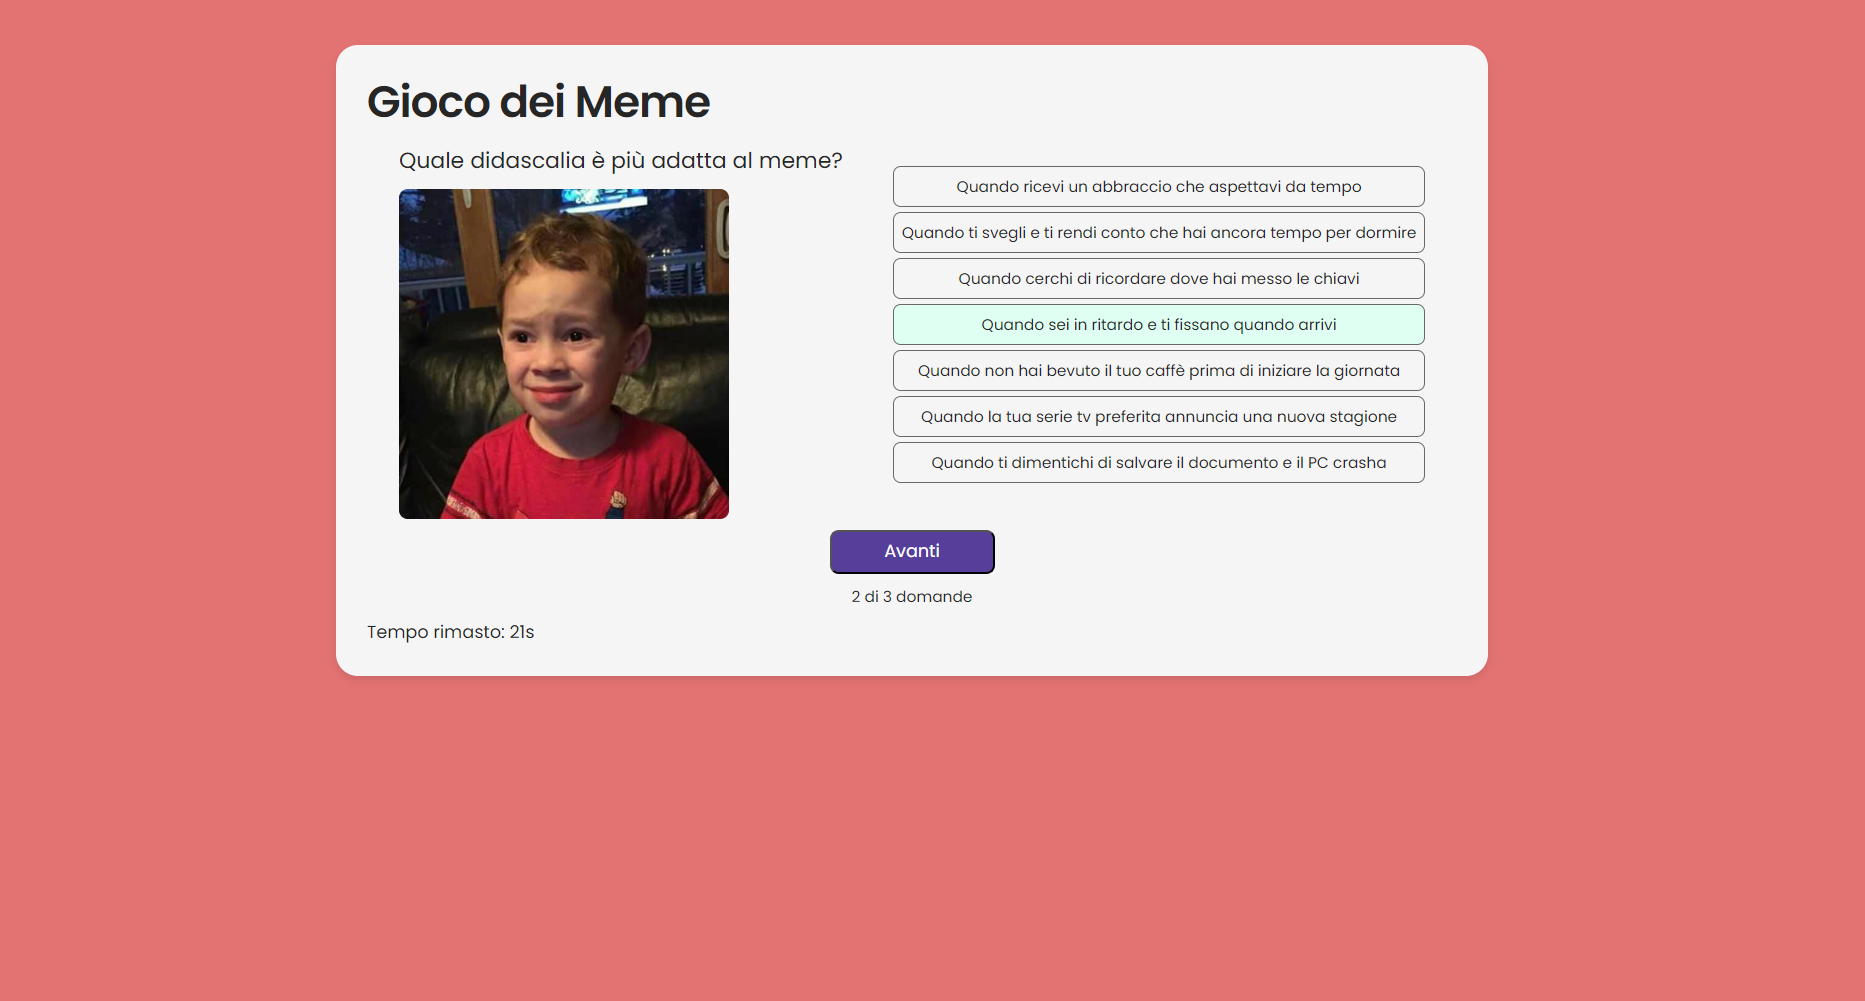 Gioco dei Meme
Quale didascalia è più adatta al meme?
Quando ricevi un abbraccio che aspettavi da tempo
Quando ti svegli e ti rendi conto che hai ancora tempo per dormire
Quando cerchi di ricordare dove hai messo le chiavi
Quando sei in ritardo e ti fissano quando arrivi
Quando non hai bevuto il tuo caffè prima di iniziare la giornata
Quando la tua serie tv preferita annuncia una nuova stagione
Quando ti dimentichi di salvare il documento e il PC crasha
Avanti
2 di 3 domande
Tempo rimasto: 21s